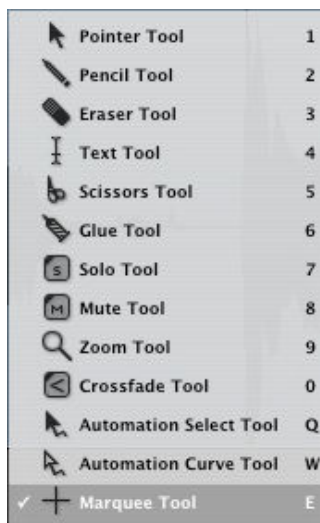 Pointer Tool 1
Pencil Tool 2
Eraser Tool 3
Text Tool 4
Scissors Tool 5
Glue Tool 6
S Solo Tool 7
M Mute Tool 8
Zoom Tool 9
Crossfade Tool 0
Automation Select Tool Q
Automation Curve Tool W
Marquee Tool E